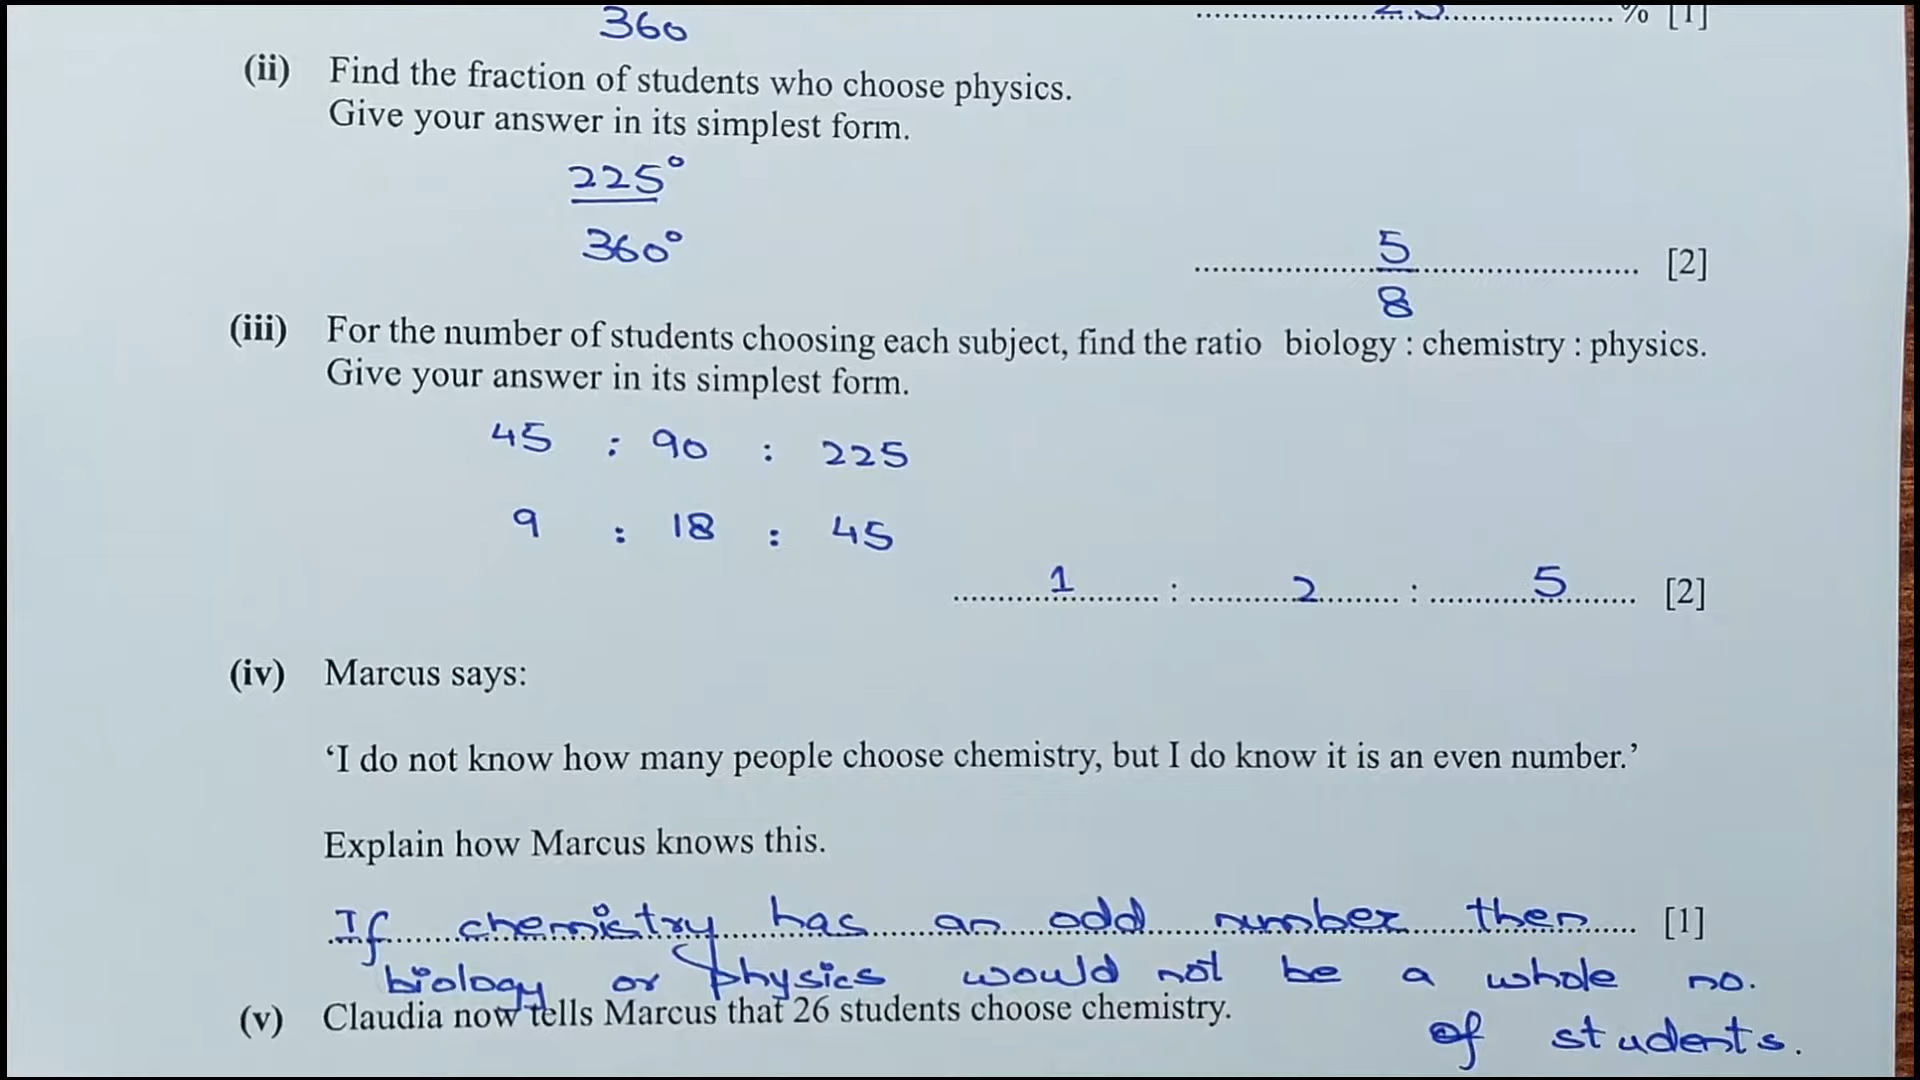 360
% [1]
(ii) Find the fraction of students who choose physics.
Give your answer in its simplest form.
225°
360°
5
[2]
8
(iii) For the number of students choosing each subject, find the ratio biology : chemistry : physics.
Give your answer in its simplest form.
45 : 90 : 225
9 : 18 : 45
1 : 2 : 5 [2]
(iv) Marcus says:
‘I do not know how many people choose chemistry, but I do know it is an even number.’
Explain how Marcus knows this.
If chemistry has an odd number then [1]
biology or physics would not be a whole no.
(v) Claudia now tells Marcus that 26 students choose chemistry.
of students.